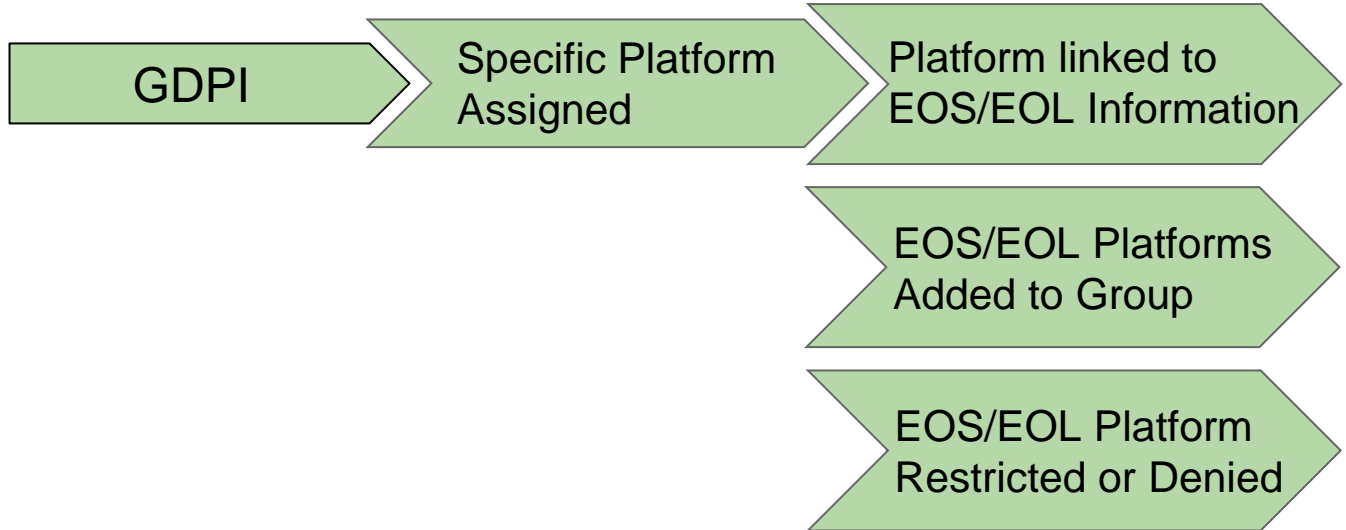 GDPI
Specific Platform
Assigned
Platform linked to
EOS/EOL Information
EOS/EOL Platforms
Added to Group
EOS/EOL Platform
Restricted or Denied